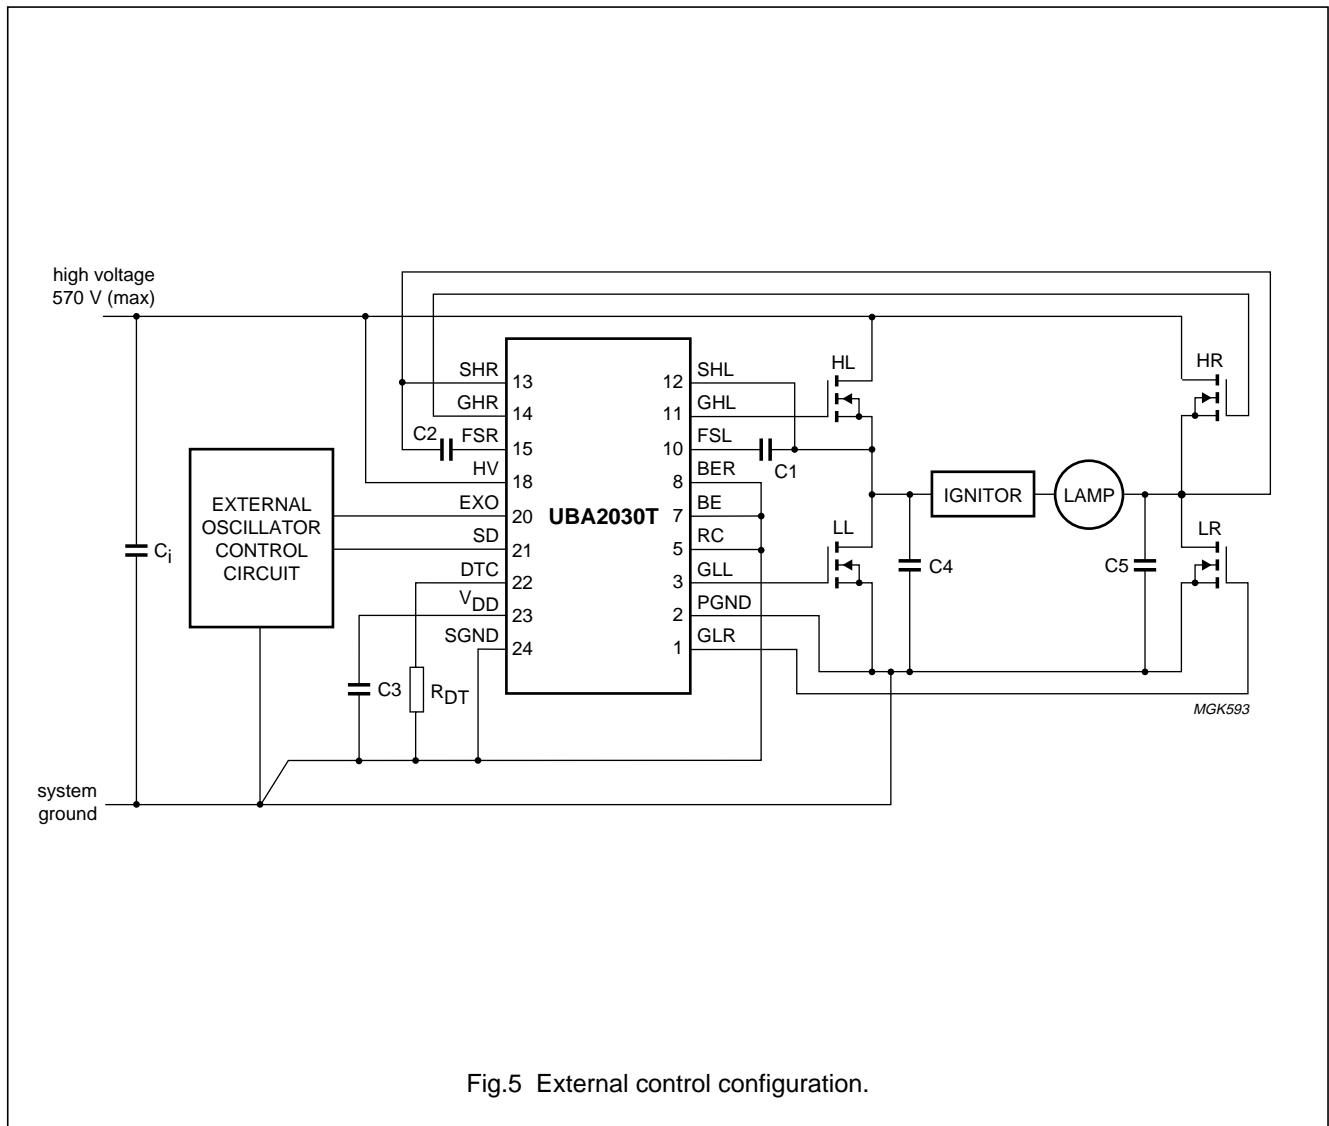 high voltage
570 V (max)
SHR 13
GHR 14
C2 FSR 15
HV 18
EXO 20
SD 21
DTC 22
VDD 23
SGND 24
UBA2030T
12 SHL
11 GHL
10 FSL
C1
8 BER
7 BE
5 RC
3 GLL
2 PGND
1 GLR
HL
HR
LL
LR
IGNITOR
LAMP
C4
C5
EXTERNAL
OSCILLATOR
CONTROL
CIRCUIT
Ci
C3
RDT
MGK593
system
ground
Fig.5 External control configuration.